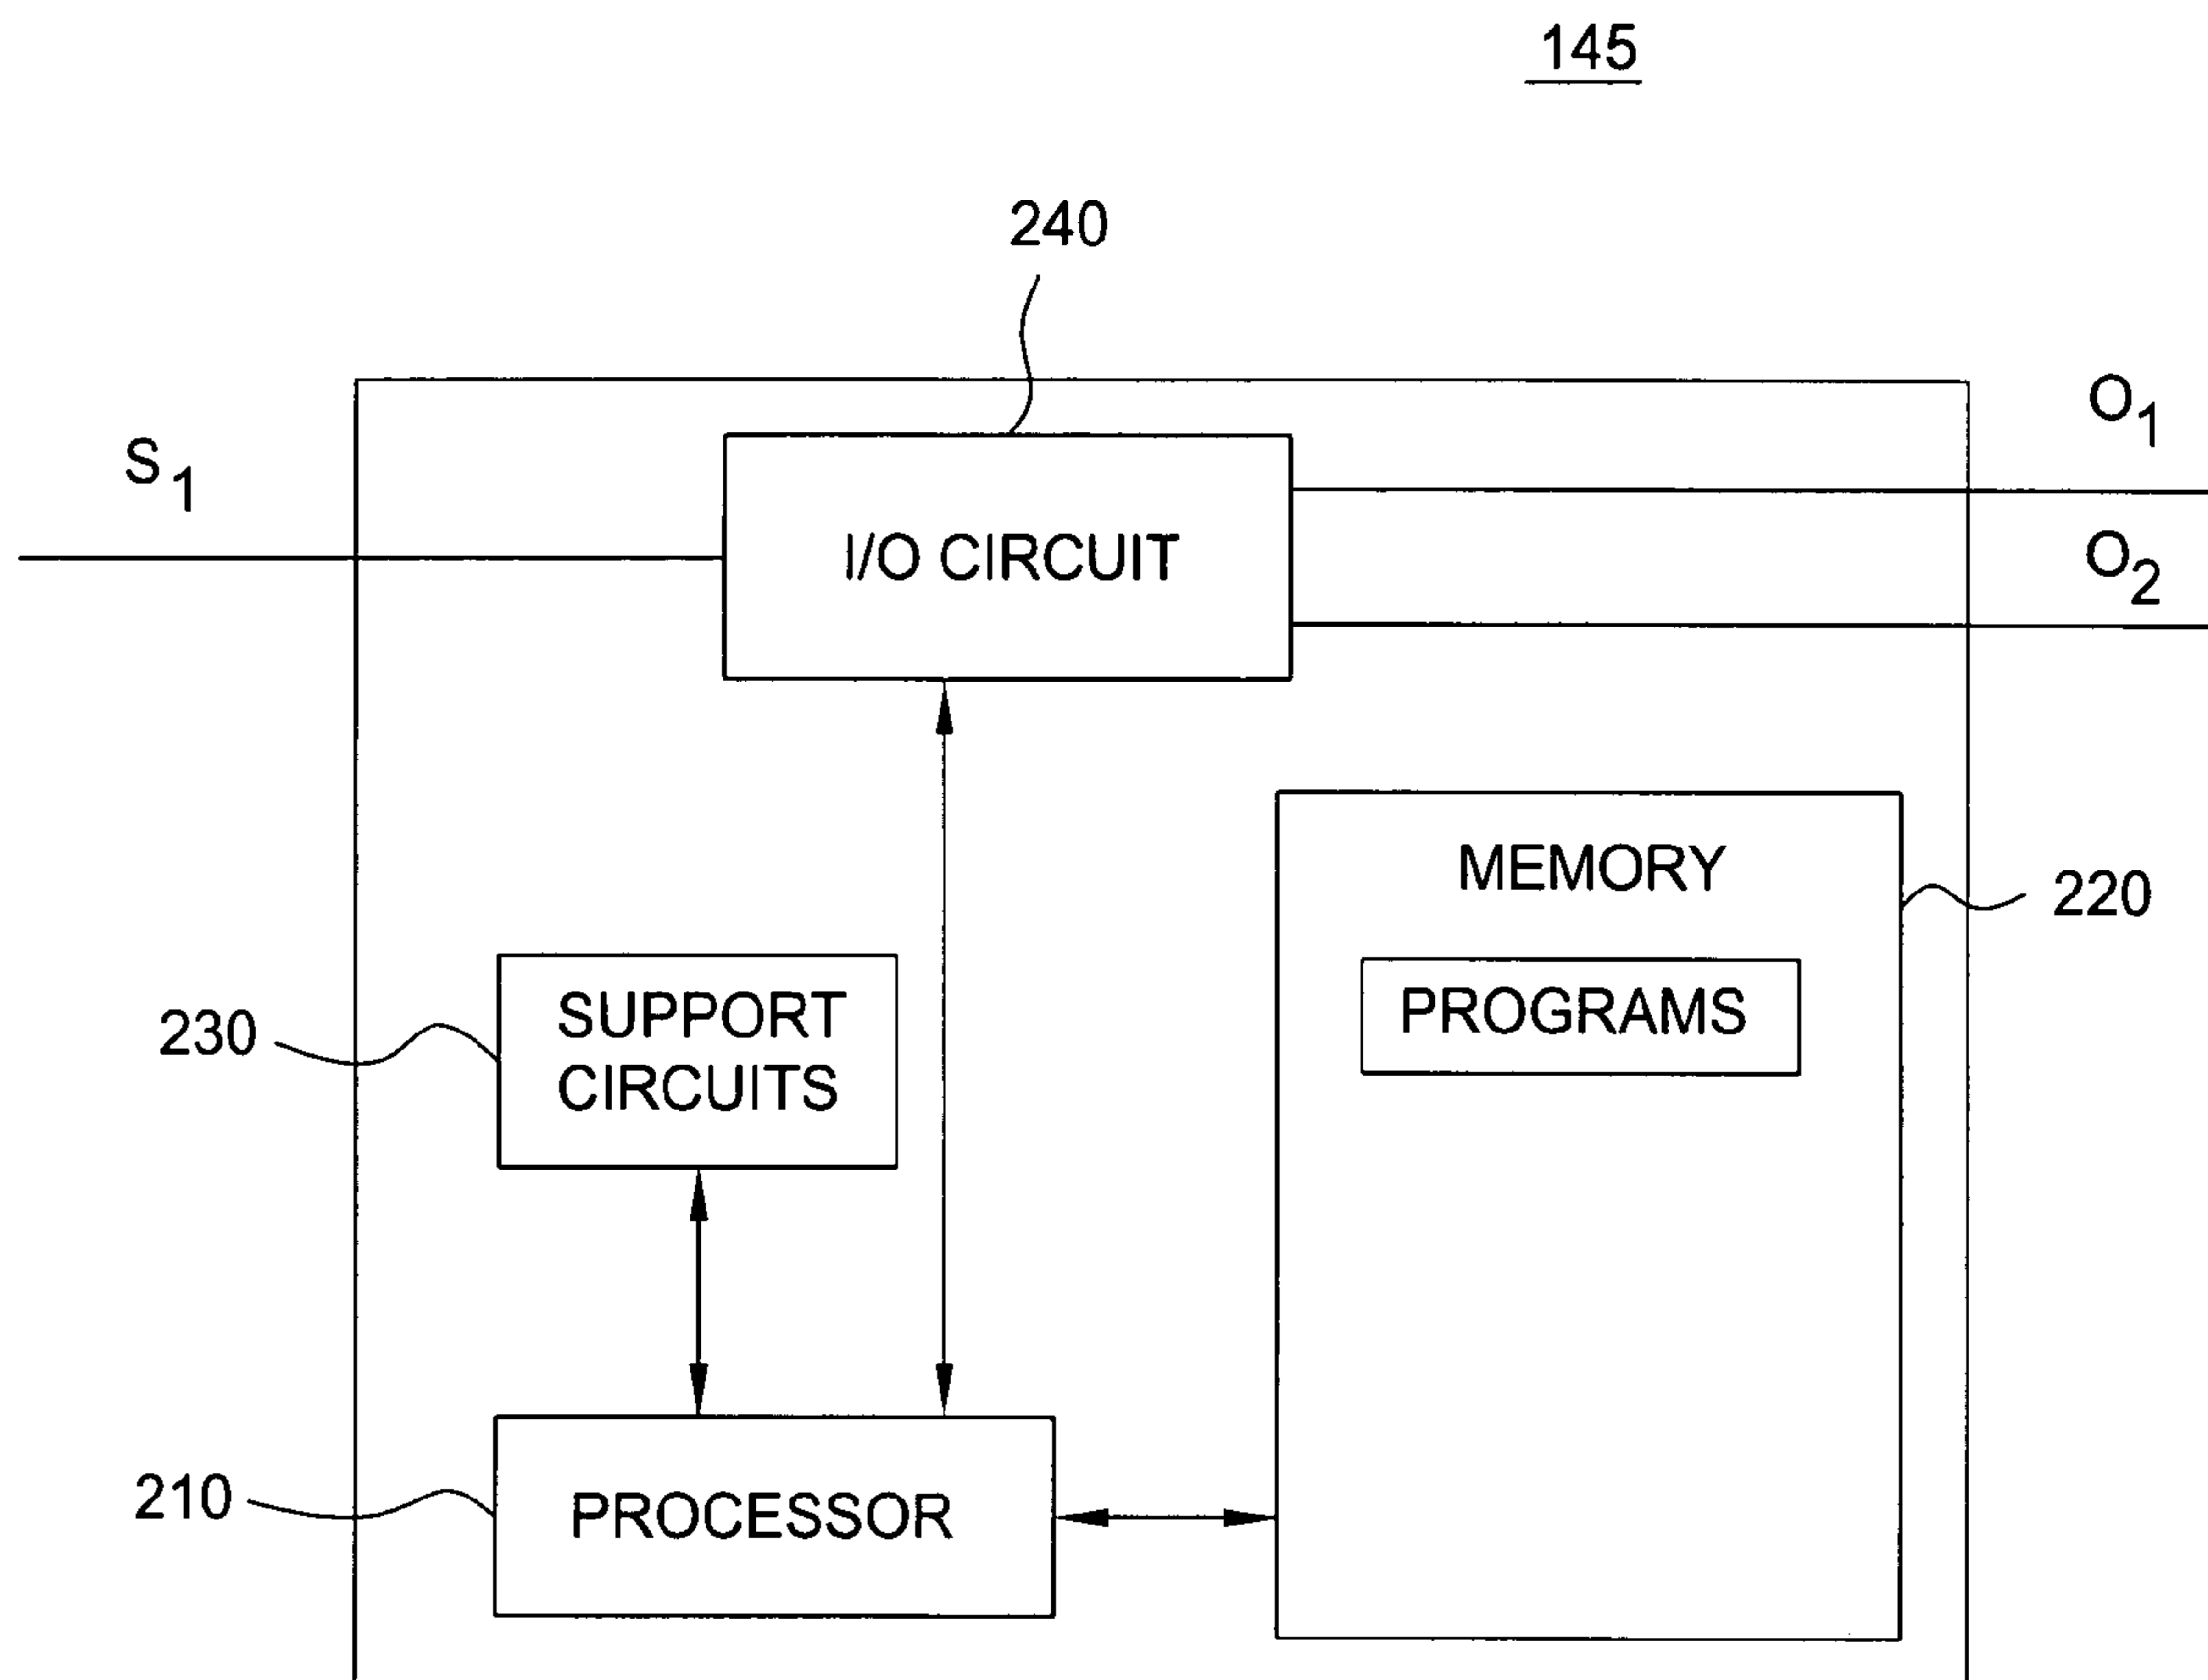 145
240
S1
O1
I/O CIRCUIT
O2
MEMORY
220
PROGRAMS
SUPPORT
CIRCUITS
230
210
PROCESSOR